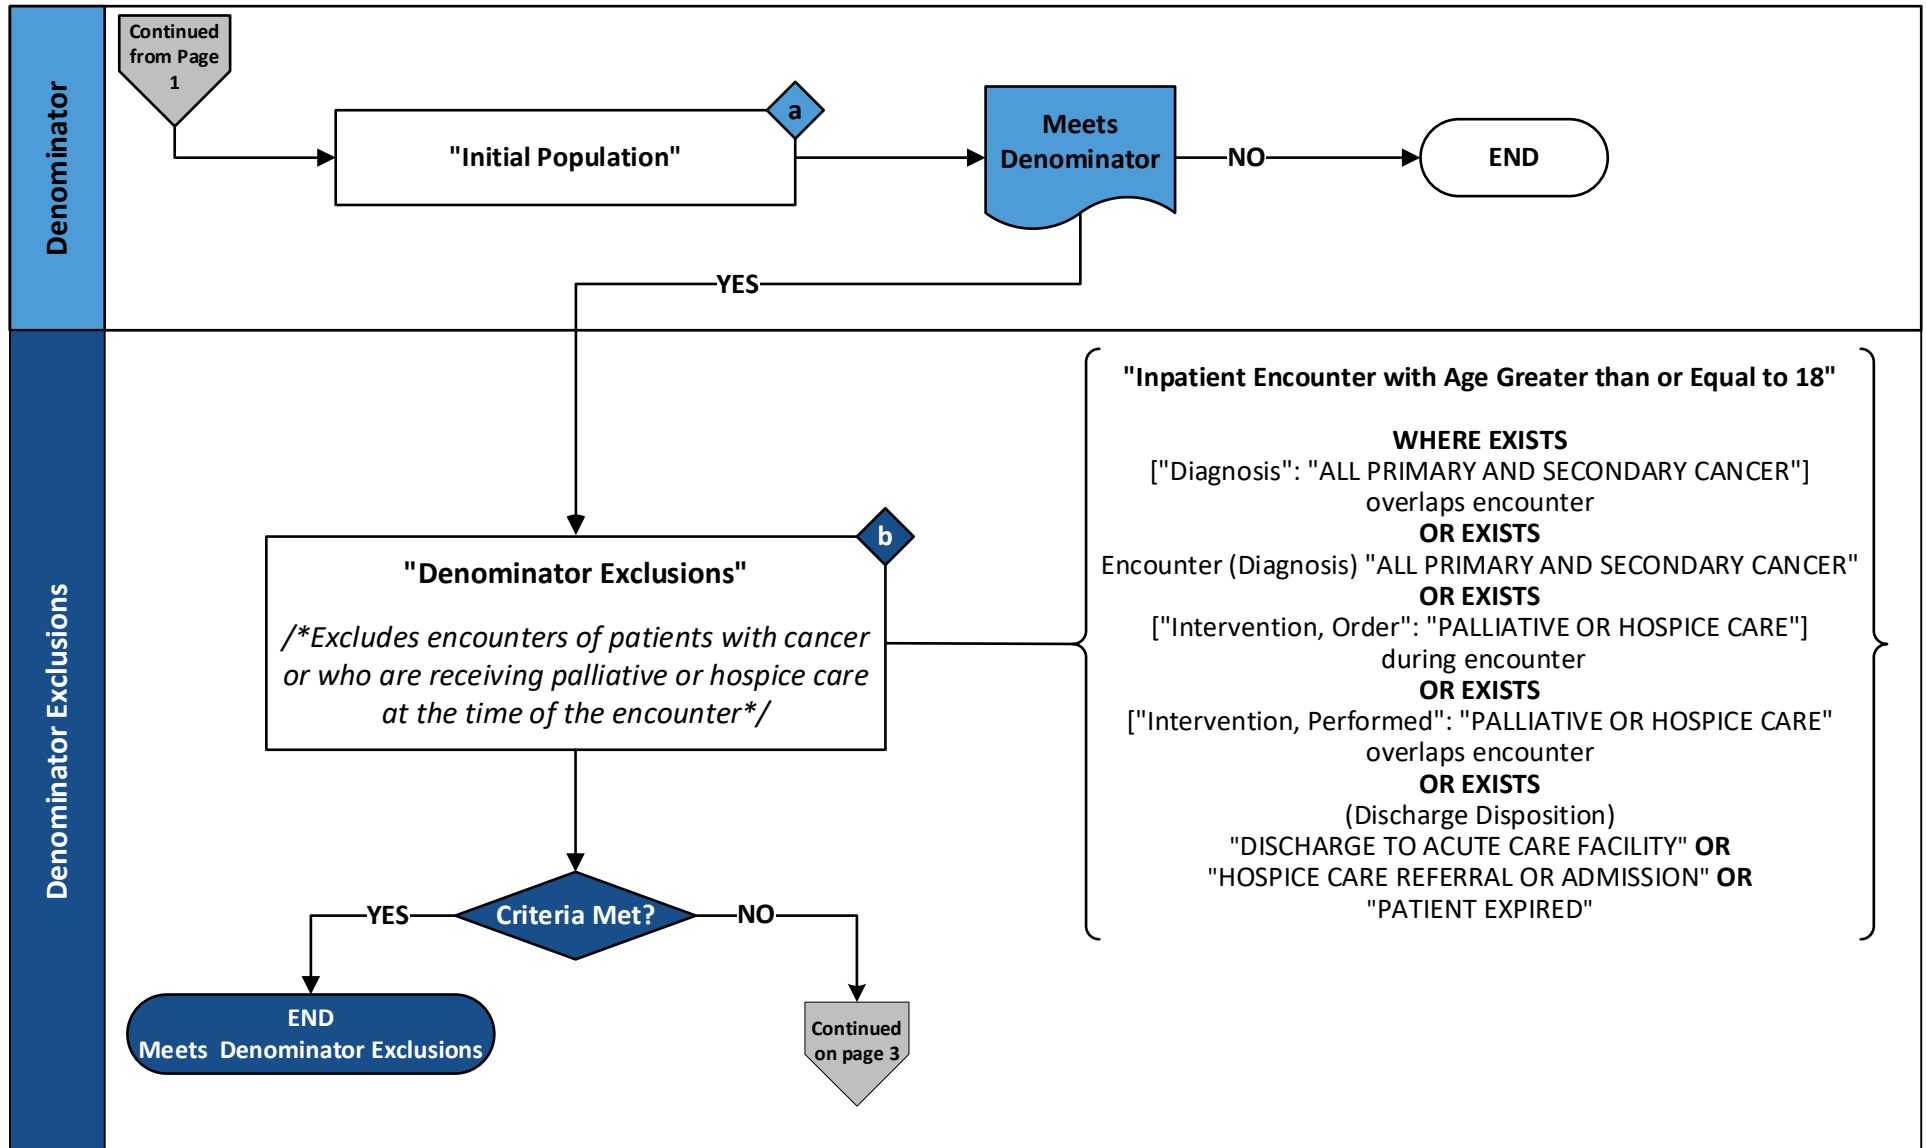 Denominator
Continued
from Page
1
"Initial Population"
a
Meets
Denominator
NO
END
YES
Denominator Exclusions
"Denominator Exclusions"
b
/*Excludes encounters of patients with cancer
or who are receiving palliative or hospice care
at the time of the encounter*/
"Inpatient Encounter with Age Greater than or Equal to 18"
WHERE EXISTS
["Diagnosis": "ALL PRIMARY AND SECONDARY CANCER"]
overlaps encounter
OR EXISTS
Encounter (Diagnosis) "ALL PRIMARY AND SECONDARY CANCER"
OR EXISTS
["Intervention, Order": "PALLIATIVE OR HOSPICE CARE"]
during encounter
OR EXISTS
["Intervention, Performed": "PALLIATIVE OR HOSPICE CARE"
overlaps encounter
OR EXISTS
(Discharge Disposition)
"DISCHARGE TO ACUTE CARE FACILITY" OR
"HOSPICE CARE REFERRAL OR ADMISSION" OR
"PATIENT EXPIRED"
Criteria Met?
YES
NO
END
Meets Denominator Exclusions
Continued
on page 3